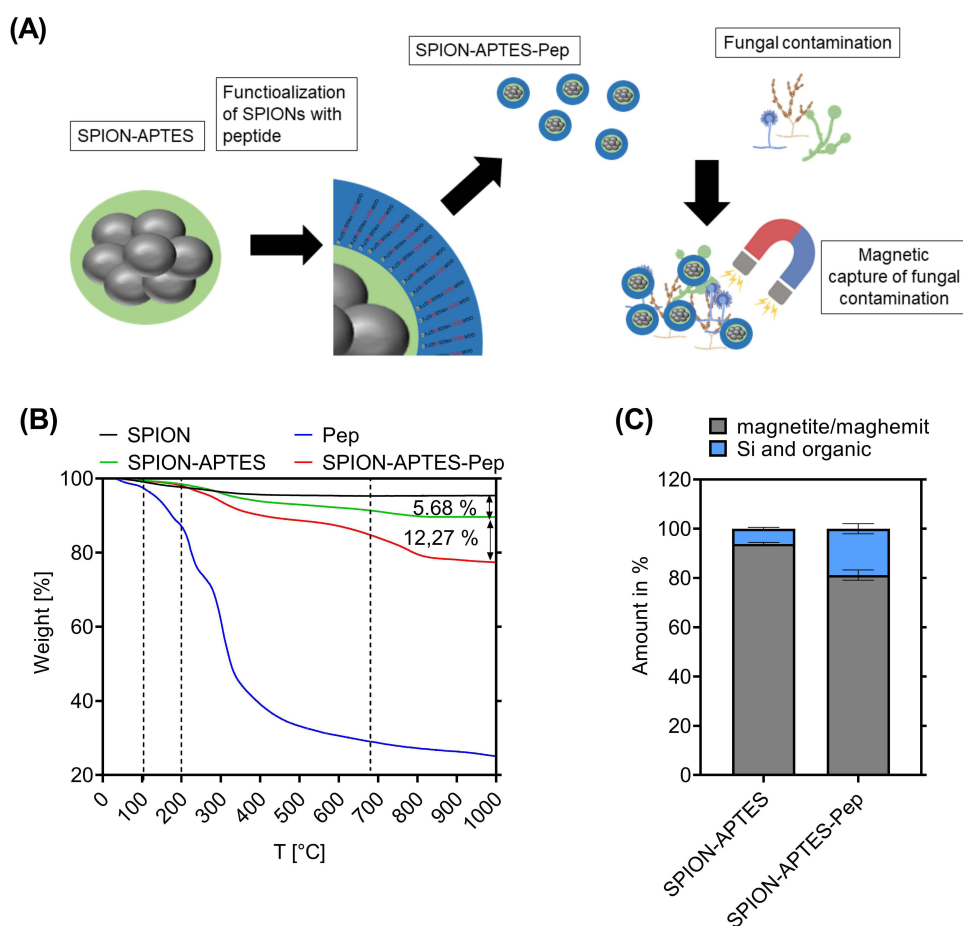 (A)
SPION-APTES
Functioalization
of SPIONs with
peptide
SPION-APTES-Pep
Fungal contamination
Magnetic
capture of fungal
contamination
(B)
SPION
Pep
SPION-APTES
SPION-APTES-Pep
100
80
60
40
20
Weight [%]
5.68 %
12,27 %
0
100
200
300
400
500
600
700
800
900
1000
T [°C]
(C)
magnetite/maghemit
Si and organic
120
100
80
60
40
20
0
Amount in %
SPION-APTES
SPION-APTES-Pep